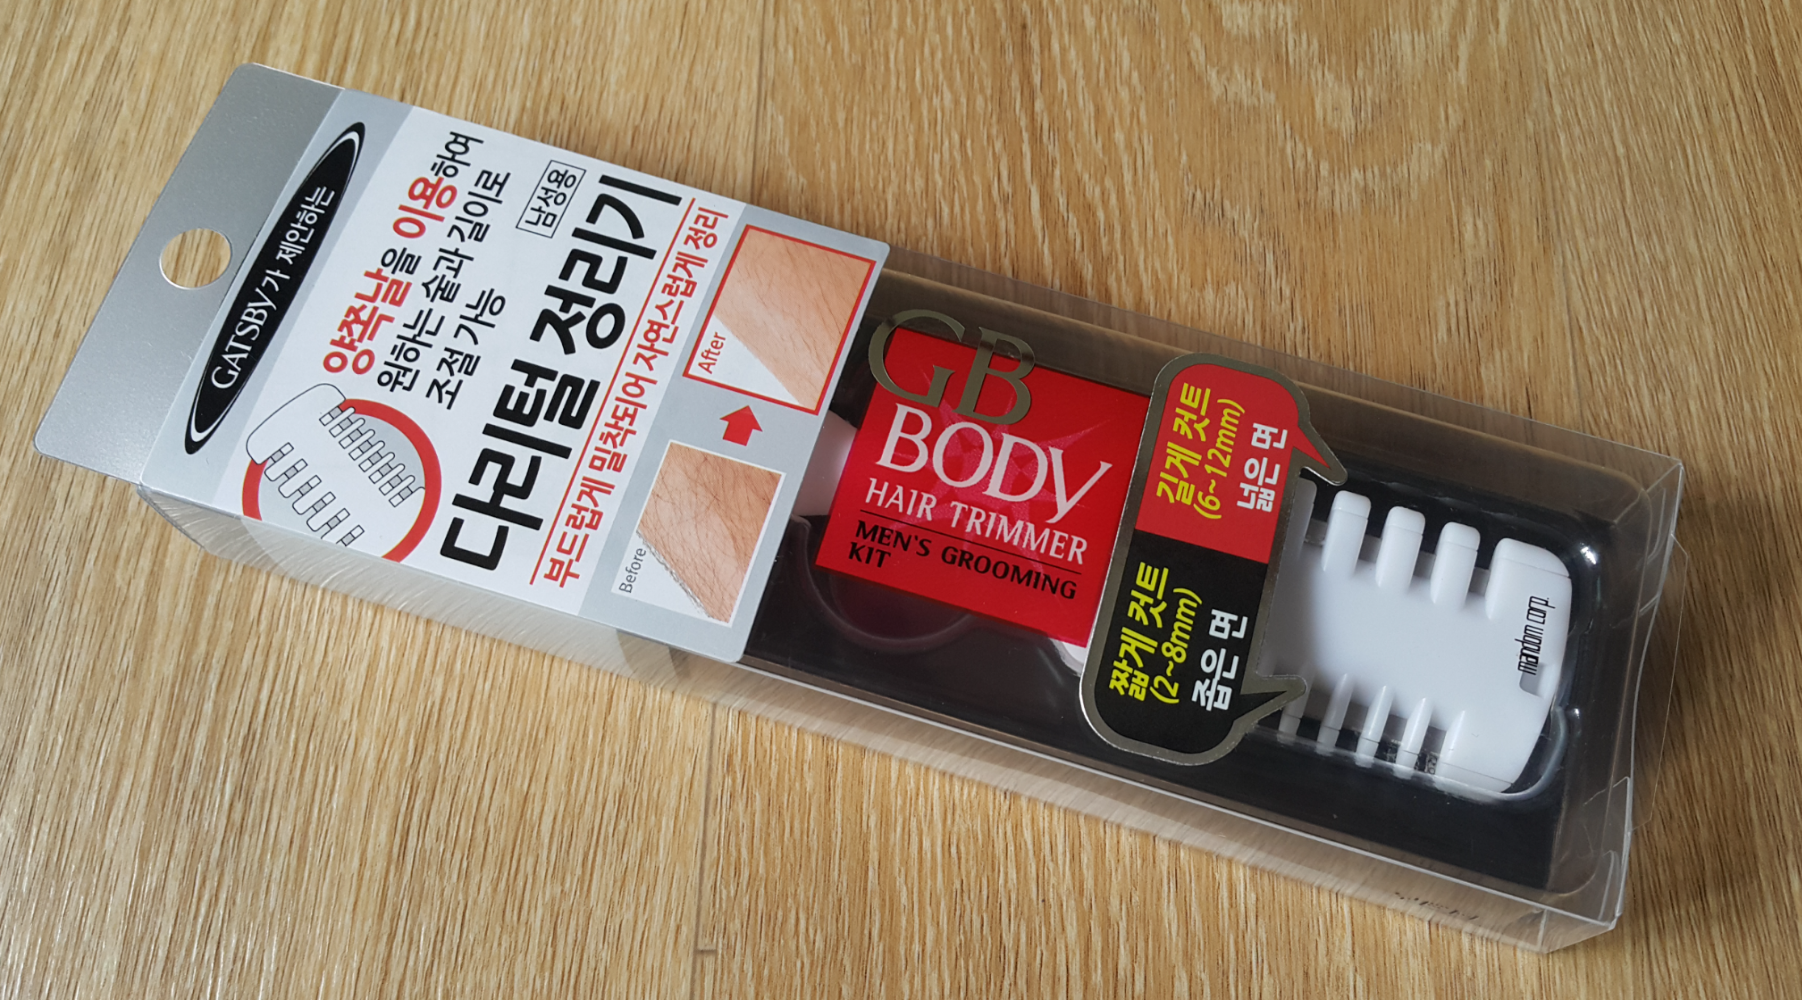 GATSBY가 제안하는
양쪽날을 이용하여
원하는 숱과 길이로
조절 가능
남성용
다리털 정리기
부드럽게 밀착되어 자연스럽게 정리
Before
After
GB
BODY
HAIR TRIMMER
MEN'S GROOMING
KIT
길게 컷트
(6~12mm)
넓은 면
짧게 컷트
(2~8mm)
좁은 면
mandom corp.